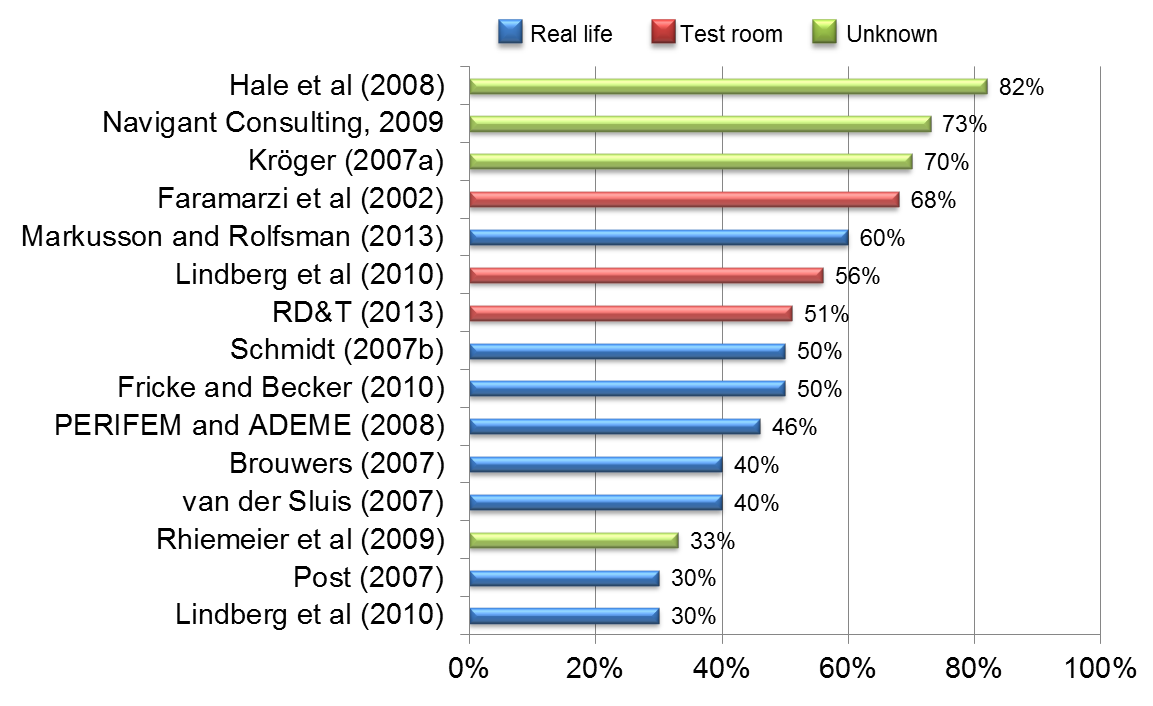 Real life Test room Unknown
Hale et al (2008) 82%
Navigant Consulting, 2009 73%
Kröger (2007a) 70%
Faramarzi et al (2002) 68%
Markusson and Rolfsman (2013) 60%
Lindberg et al (2010) 56%
RD&T (2013) 51%
Schmidt (2007b) 50%
Fricke and Becker (2010) 50%
PERIFEM and ADEME (2008) 46%
Brouwers (2007) 40%
van der Sluis (2007) 40%
Rhiemeier et al (2009) 33%
Post (2007) 30%
Lindberg et al (2010) 30%
0% 20% 40% 60% 80% 100%